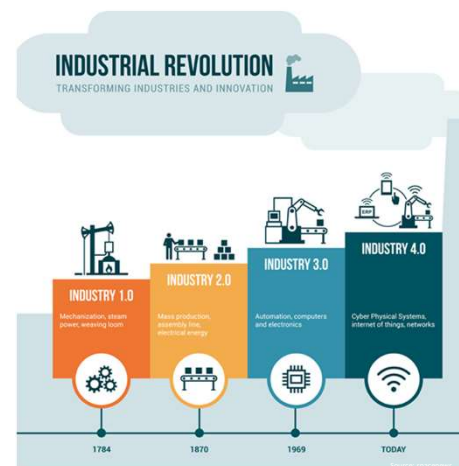 INDUSTRIAL REVOLUTION
TRANSFORMING INDUSTRIES AND INNOVATION
ERP
INDUSTRY 1.0
Mechanization, steam
power, weaving loom
INDUSTRY 2.0
Mass production,
assembly line,
electrical energy
INDUSTRY 3.0
Automation, computers
and electronics
INDUSTRY 4.0
Cyber Physical Systems,
internet of things, networks
1784
1870
1969
TODAY